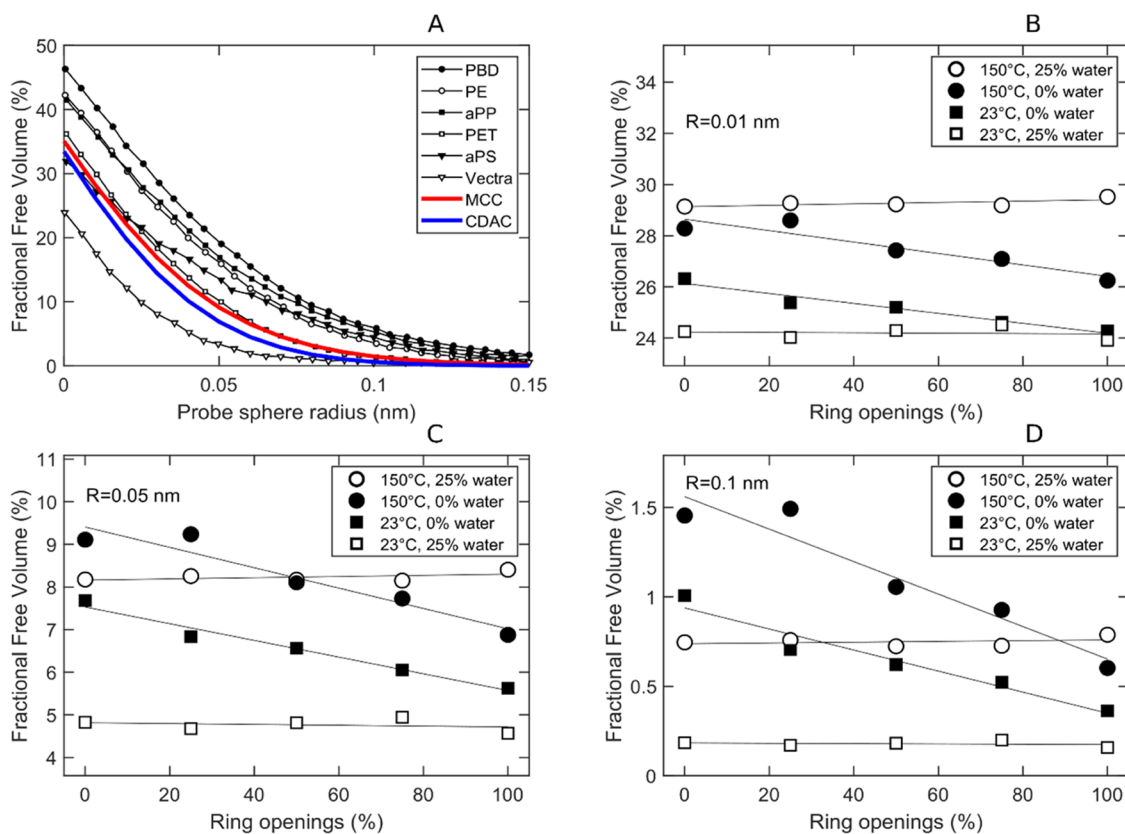 A
Fractional Free Volume (%)
50
40
30
20
10
0
0
0.05
0.1
0.15
Probe sphere radius (nm)
PBD
PE
aPP
PET
aPS
Vectra
MCC
CDAC
B
Fractional Free Volume (%)
34
32
30
28
26
24
0
20
40
60
80
100
Ring openings (%)
R=0.01 nm
150°C, 25% water
150°C, 0% water
23°C, 0% water
23°C, 25% water
C
Fractional Free Volume (%)
11
10
9
8
7
6
5
4
0
20
40
60
80
100
Ring openings (%)
R=0.05 nm
150°C, 25% water
150°C, 0% water
23°C, 0% water
23°C, 25% water
D
Fractional Free Volume (%)
1.5
1
0.5
0
0
20
40
60
80
100
Ring openings (%)
R=0.1 nm
150°C, 25% water
150°C, 0% water
23°C, 0% water
23°C, 25% water